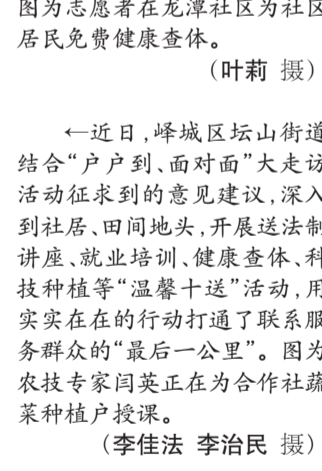 图为志愿者在龙潭社区为社区
居民免费健康查体。
（叶莉 摄）
←近日，峄城区坛山街道
结合“户户到、面对面”大走访
活动征求到的意见建议，深入
到社居、田间地头，开展送法制
讲座、就业培训、健康查体、科
技种植等“温馨十送”活动，用
实实在在的行动打通了联系服
务群众的“最后一公里”。图为
农技专家闫英正在为合作社蔬
菜种植户授课。
（李佳法 李治民 摄）